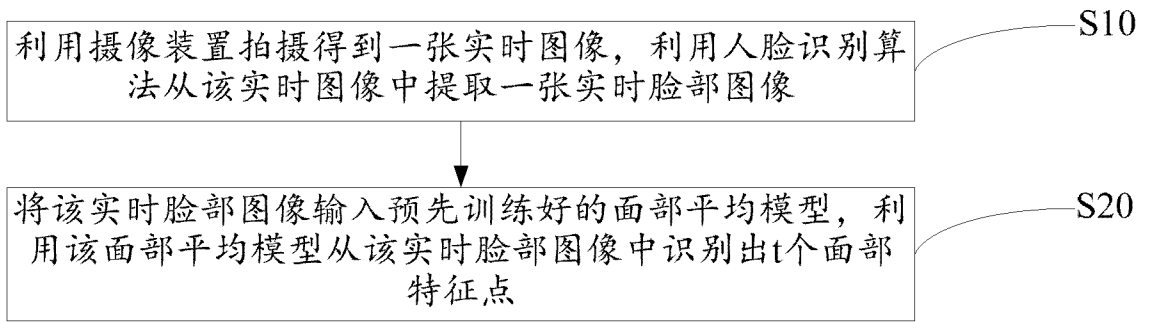 利用摄像装置拍摄得到一张实时图像，利用人脸识别算
法从该实时图像中提取一张实时脸部图像
S10
将该实时脸部图像输入预先训练好的面部平均模型，利
用该面部平均模型从该实时脸部图像中识别出t个面部
特征点
S20